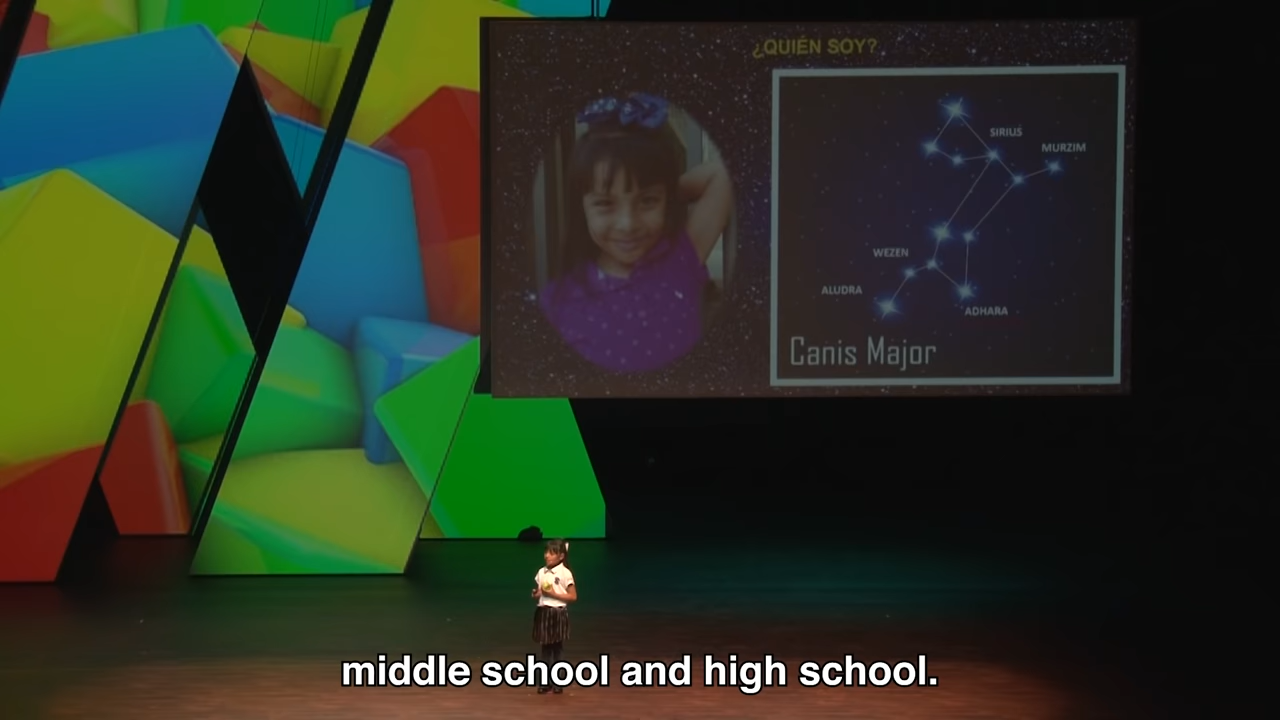 ¿QUIÉN SOY?
SIRIUS
MURZIM
WEZEN
ALUDRA
ADHARA
Canis Major
middle school and high school.